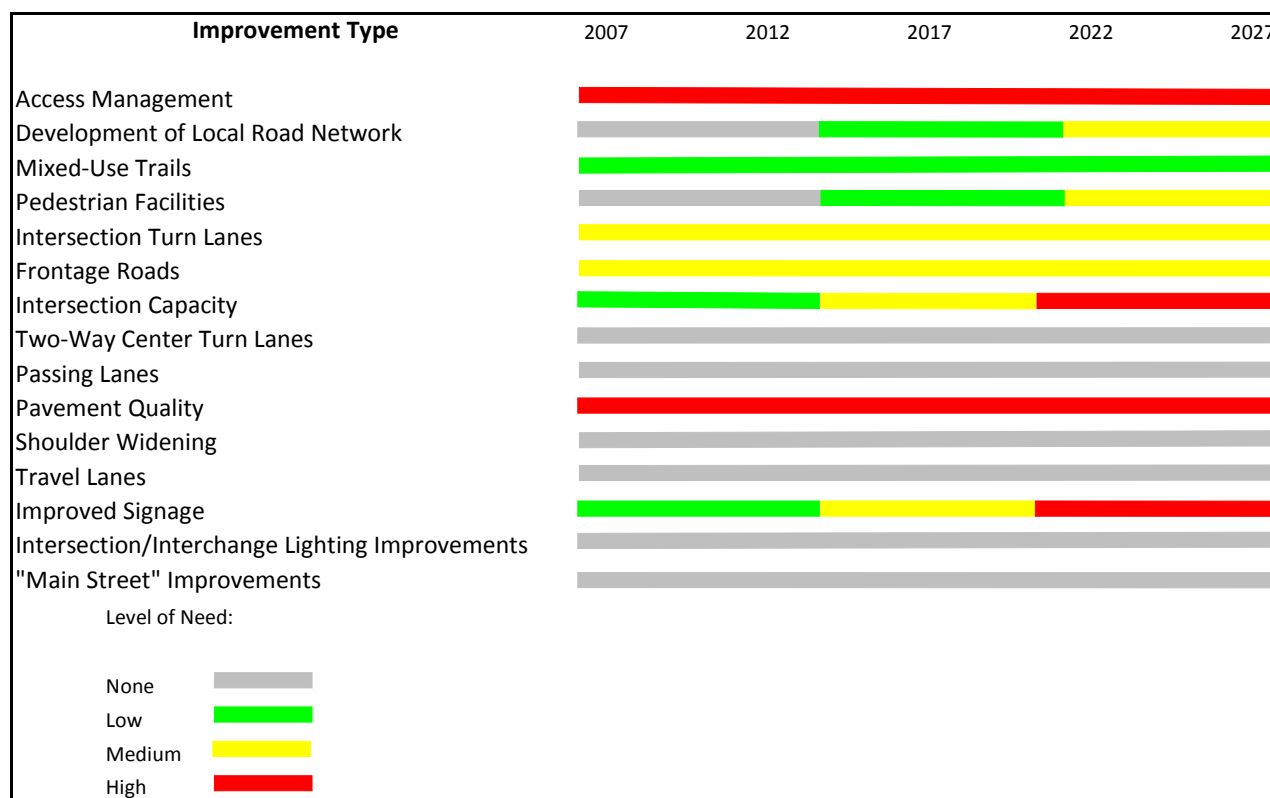 Improvement Type 2007 2012 2017 2022 2027
Access Management
Development of Local Road Network
Mixed-Use Trails
Pedestrian Facilities
Intersection Turn Lanes
Frontage Roads
Intersection Capacity
Two-Way Center Turn Lanes
Passing Lanes
Pavement Quality
Shoulder Widening
Travel Lanes
Improved Signage
Intersection/Interchange Lighting Improvements
"Main Street" Improvements
Level of Need:
None
Low
Medium
High